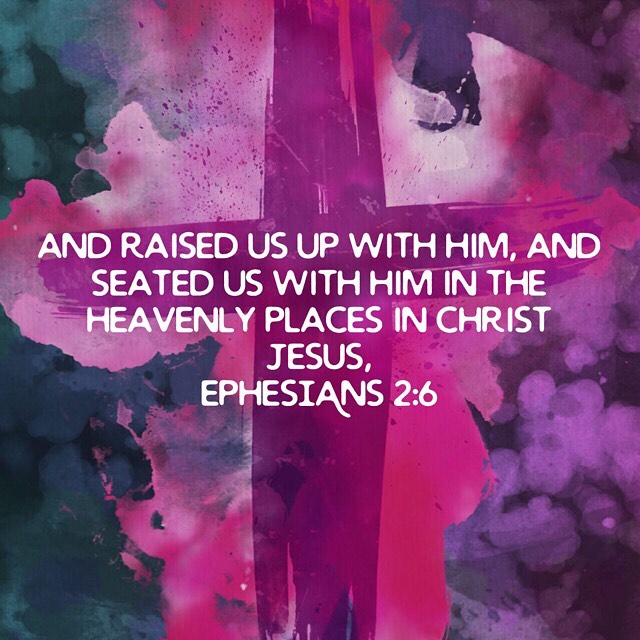 AND RAISED US UP WITH HIM, AND
SEATED US WITH HIM IN THE
HEAVENLY PLACES IN CHRIST
JESUS,
EPHESIANS 2:6